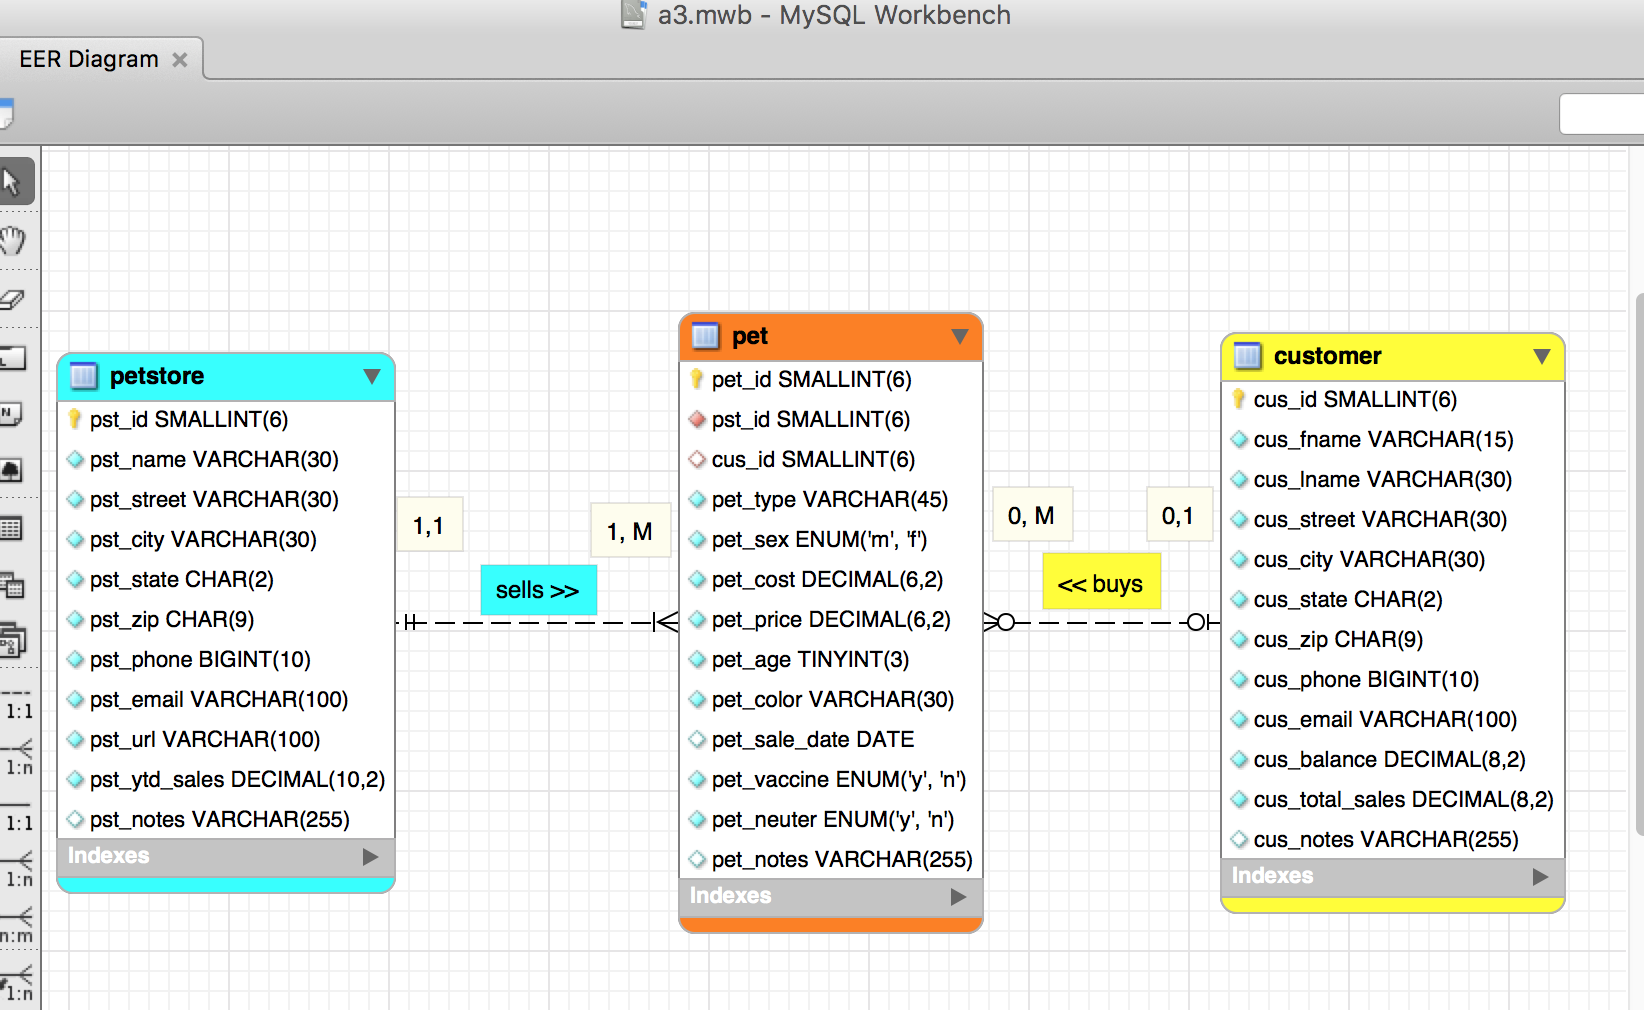 a3.mwb - MySQL Workbench
EER Diagram
1:1
1:n
1:1
1:n
n:m
1:n
petstore
pst_id SMALLINT(6)
pst_name VARCHAR(30)
pst_street VARCHAR(30)
pst_city VARCHAR(30)
pst_state CHAR(2)
pst_zip CHAR(9)
pst_phone BIGINT(10)
pst_email VARCHAR(100)
pst_url VARCHAR(100)
pst_ytd_sales DECIMAL(10,2)
pst_notes VARCHAR(255)
Indexes
1,1
1, M
sells >>
pet
pet_id SMALLINT(6)
pst_id SMALLINT(6)
cus_id SMALLINT(6)
pet_type VARCHAR(45)
pet_sex ENUM('m', 'f')
pet_cost DECIMAL(6,2)
pet_price DECIMAL(6,2)
pet_age TINYINT(3)
pet_color VARCHAR(30)
pet_sale_date DATE
pet_vaccine ENUM('y', 'n')
pet_neuter ENUM('y', 'n')
pet_notes VARCHAR(255)
Indexes
0, M
0,1
<< buys
customer
cus_id SMALLINT(6)
cus_fname VARCHAR(15)
cus_lname VARCHAR(30)
cus_street VARCHAR(30)
cus_city VARCHAR(30)
cus_state CHAR(2)
cus_zip CHAR(9)
cus_phone BIGINT(10)
cus_email VARCHAR(100)
cus_balance DECIMAL(8,2)
cus_total_sales DECIMAL(8,2)
cus_notes VARCHAR(255)
Indexes